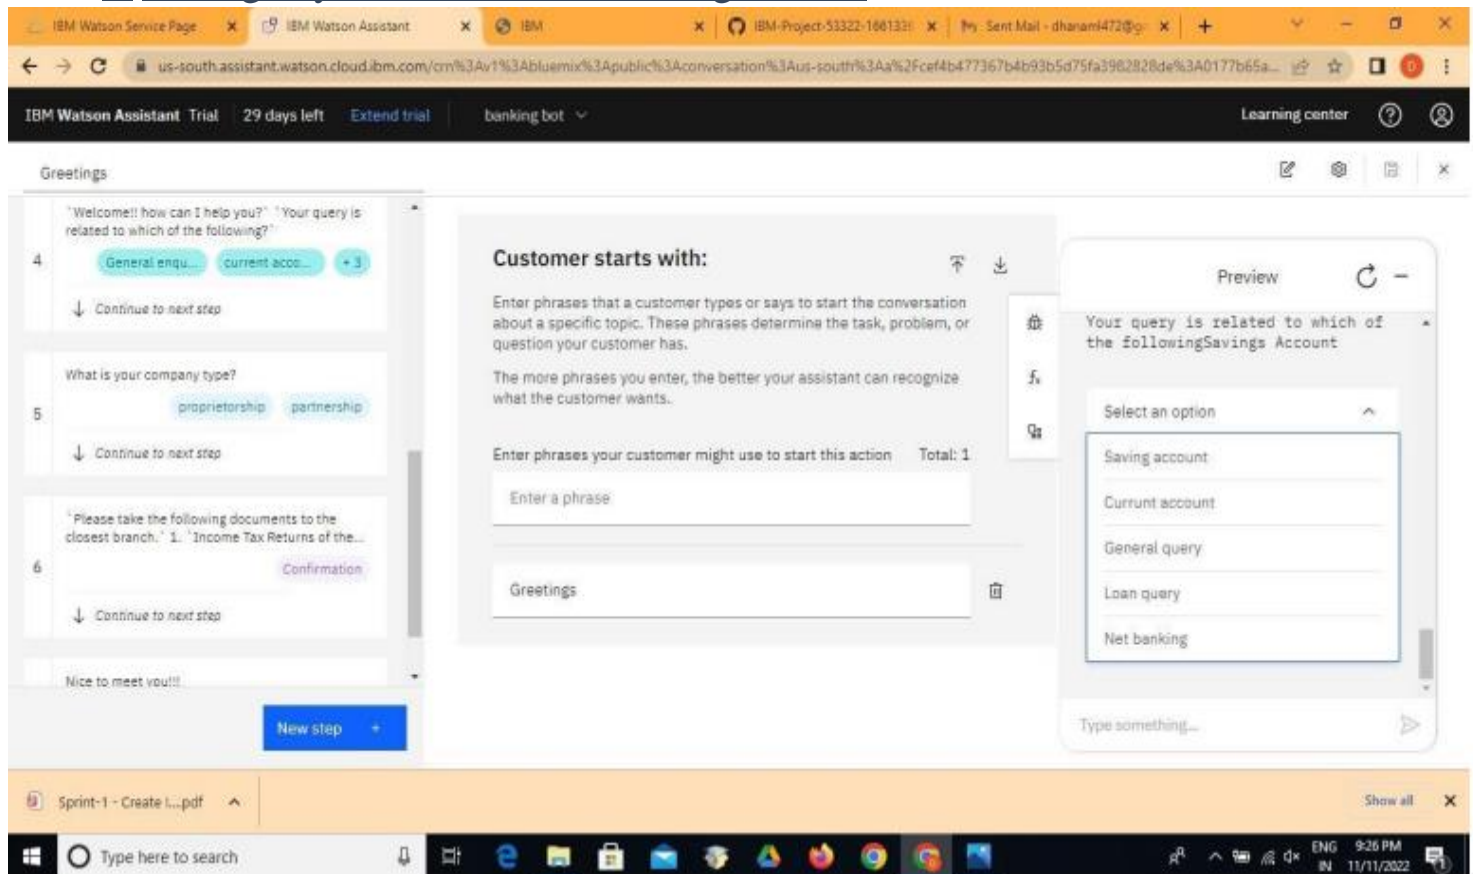 IBM Watson Service Page
IBM Watson Assistant
IBM
IBM-Project-53322-166133
Sent Mail -
us-south.assistant.watson.cloud.ibm.com/
D
IBM Watson Assistant Trial
29 days left
Extend trial
banking bot
Learning center
Greetings
4
`Welcome!! how can I help you?` `Your query is
related to which of the following?`
General enqu...
current acco...
+ 3
Continue to next step
5
What is your company type?
proprietorship
partnership
Continue to next step
6
`Please take the following documents to the
closest branch.` 1. `Income Tax Returns of the...
Confirmation
Continue to next step
Nice to meet you!!!
New step +
Customer starts with:
Enter phrases that a customer types or says to start the conversation
about a specific topic. These phrases determine the task, problem, or
question your customer has.
The more phrases you enter, the better your assistant can recognize
what the customer wants.
Enter phrases your customer might use to start this action
Total: 1
Enter a phrase
Greetings
Preview
Your query is related to which of
the followingSavings Account
Select an option
Saving account
Currunt account
General query
Loan query
Net banking
Type something...
Sprint-1 - Create I....pdf
Show all
Type here to search
ENG
IN
9:26 PM
11/11/2022